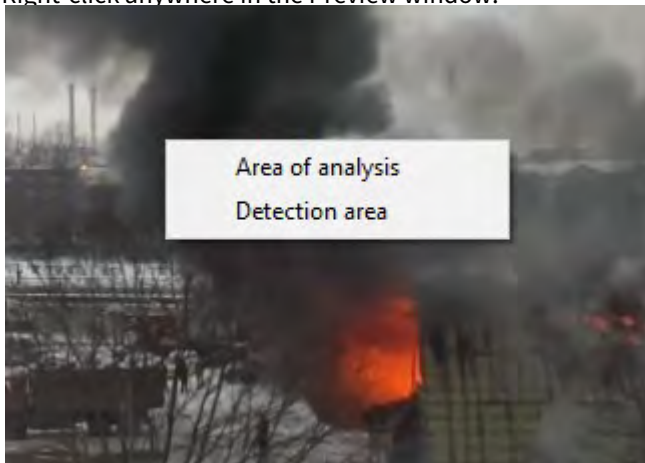 Right-click anywhere in the Preview window.
Area of analysis
Detection area